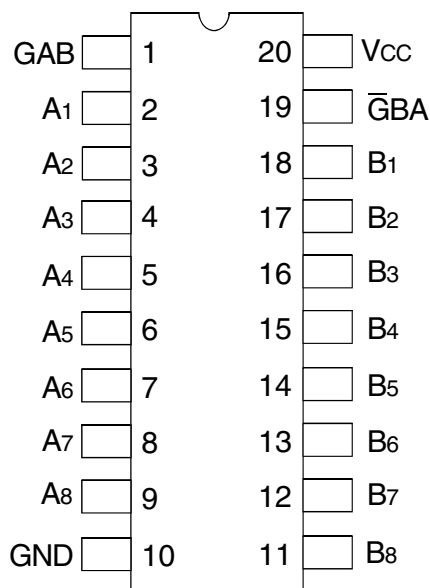 GAB 1 20 Vcc
A1 2 19 G̅BA
A2 3 18 B1
A3 4 17 B2
A4 5 16 B3
A5 6 15 B4
A6 7 14 B5
A7 8 13 B6
A8 9 12 B7
GND 10 11 B8